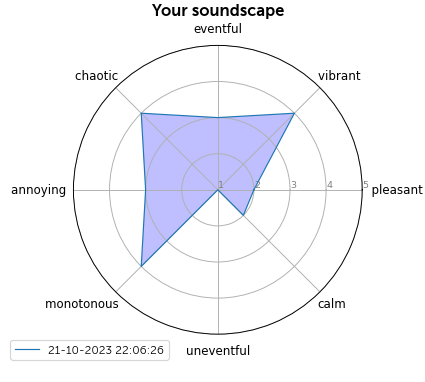 Your soundscape
eventful
chaotic
vibrant
annoying
1 2 3 4 5
pleasant
monotonous
calm
uneventful
21-10-2023 22:06:26